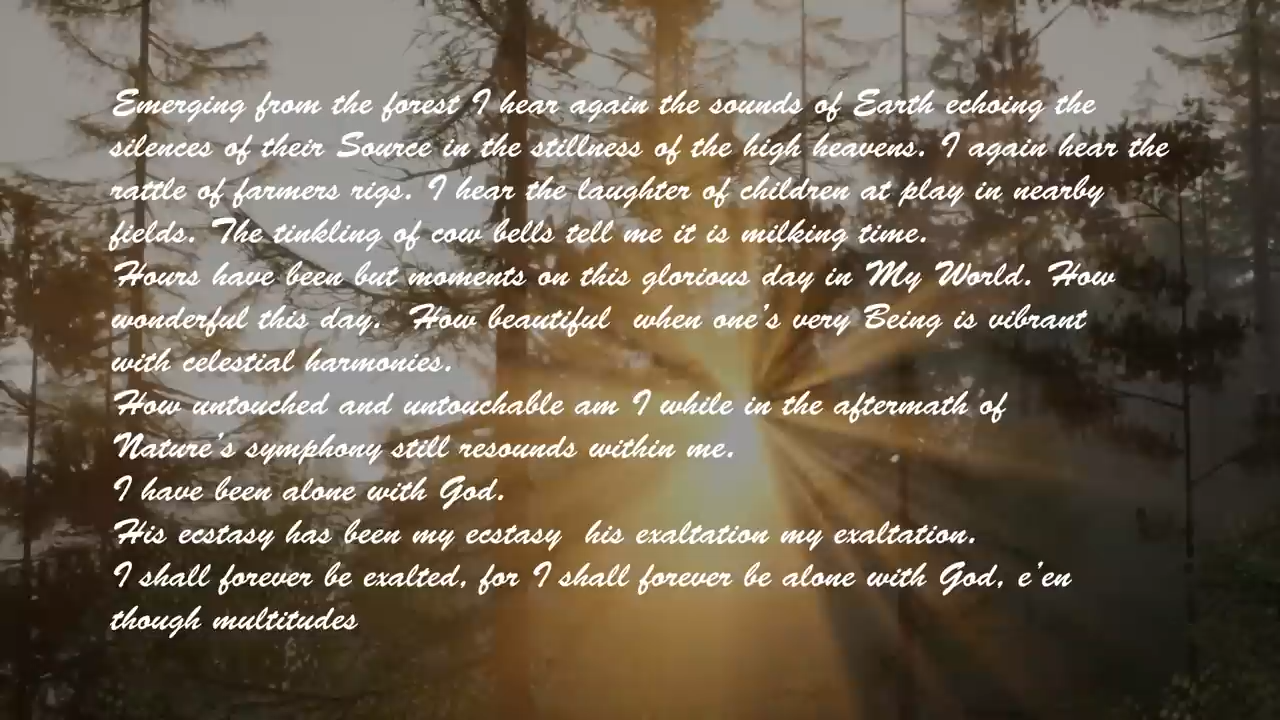 Emerging from the forest I hear again the sounds of Earth echoing the
silences of their Source in the stillness of the high heavens. I again hear the
rattle of farmers rigs. I hear the laughter of children at play in nearby
fields. The tinkling of cow bells tell me it is milking time.
Hours have been but moments on this glorious day in My World. How
wonderful this day.  How beautiful  when one's very Being is vibrant
with celestial harmonies.
How untouched and untouchable am I while in the aftermath of
Nature's symphony still resounds within me.
I have been alone with God.
His ecstasy has been my ecstasy  his exaltation my exaltation.
I shall forever be exalted, for I shall forever be alone with God, e'en
though multitudes